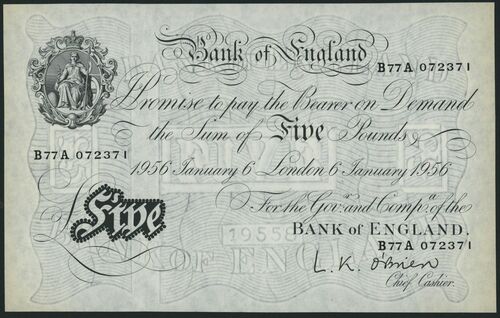 Bank of England
B77A 072371
I Promise to pay the Bearer on Demand
the Sum of Five Pounds
B77A 072371
1956 January 6 London 6 January 1956
For the Govr. and Compa. of the
BANK of ENGLAND.
B77A 072371
£Five
L. K. O'Brien
Chief Cashier.